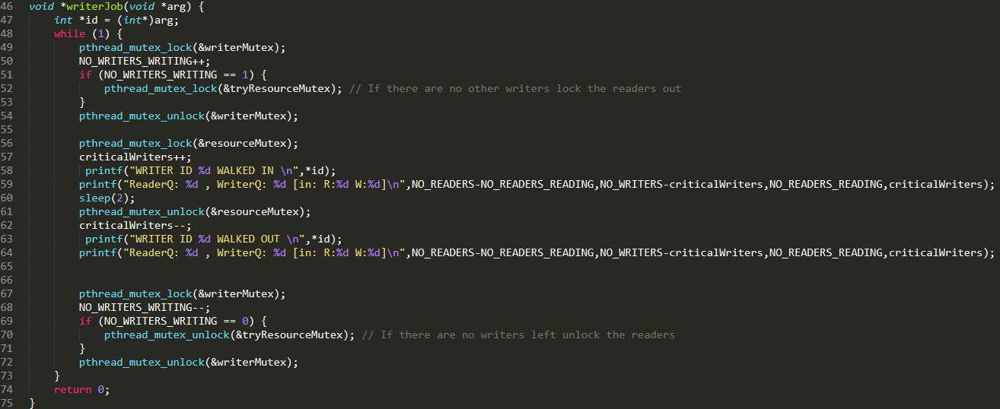 46 void *writerJob(void *arg) {
47     int *id = (int*)arg;
48     while (1) {
49         pthread_mutex_lock(&writerMutex);
50         NO_WRITERS_WRITING++;
51         if (NO_WRITERS_WRITING == 1) {
52             pthread_mutex_lock(&tryResourceMutex); // If there are no other writers lock the readers out
53         }
54         pthread_mutex_unlock(&writerMutex);
55
56         pthread_mutex_lock(&resourceMutex);
57         criticalWriters++;
58          printf("WRITER ID %d WALKED IN \n",*id);
59         printf("ReaderQ: %d , WriterQ: %d [in: R:%d W:%d]\n",NO_READERS-NO_READERS_READING,NO_WRITERS-criticalWriters,NO_READERS_READING,criticalWriters);
60         sleep(2);
61         pthread_mutex_unlock(&resourceMutex);
62         criticalWriters--;
63          printf("WRITER ID %d WALKED OUT \n",*id);
64         printf("ReaderQ: %d , WriterQ: %d [in: R:%d W:%d]\n",NO_READERS-NO_READERS_READING,NO_WRITERS-criticalWriters,NO_READERS_READING,criticalWriters);
65
66
67         pthread_mutex_lock(&writerMutex);
68         NO_WRITERS_WRITING--;
69         if (NO_WRITERS_WRITING == 0) {
70             pthread_mutex_unlock(&tryResourceMutex); // If there are no writers left unlock the readers
71         }
72         pthread_mutex_unlock(&writerMutex);
73     }
74     return 0;
75 }